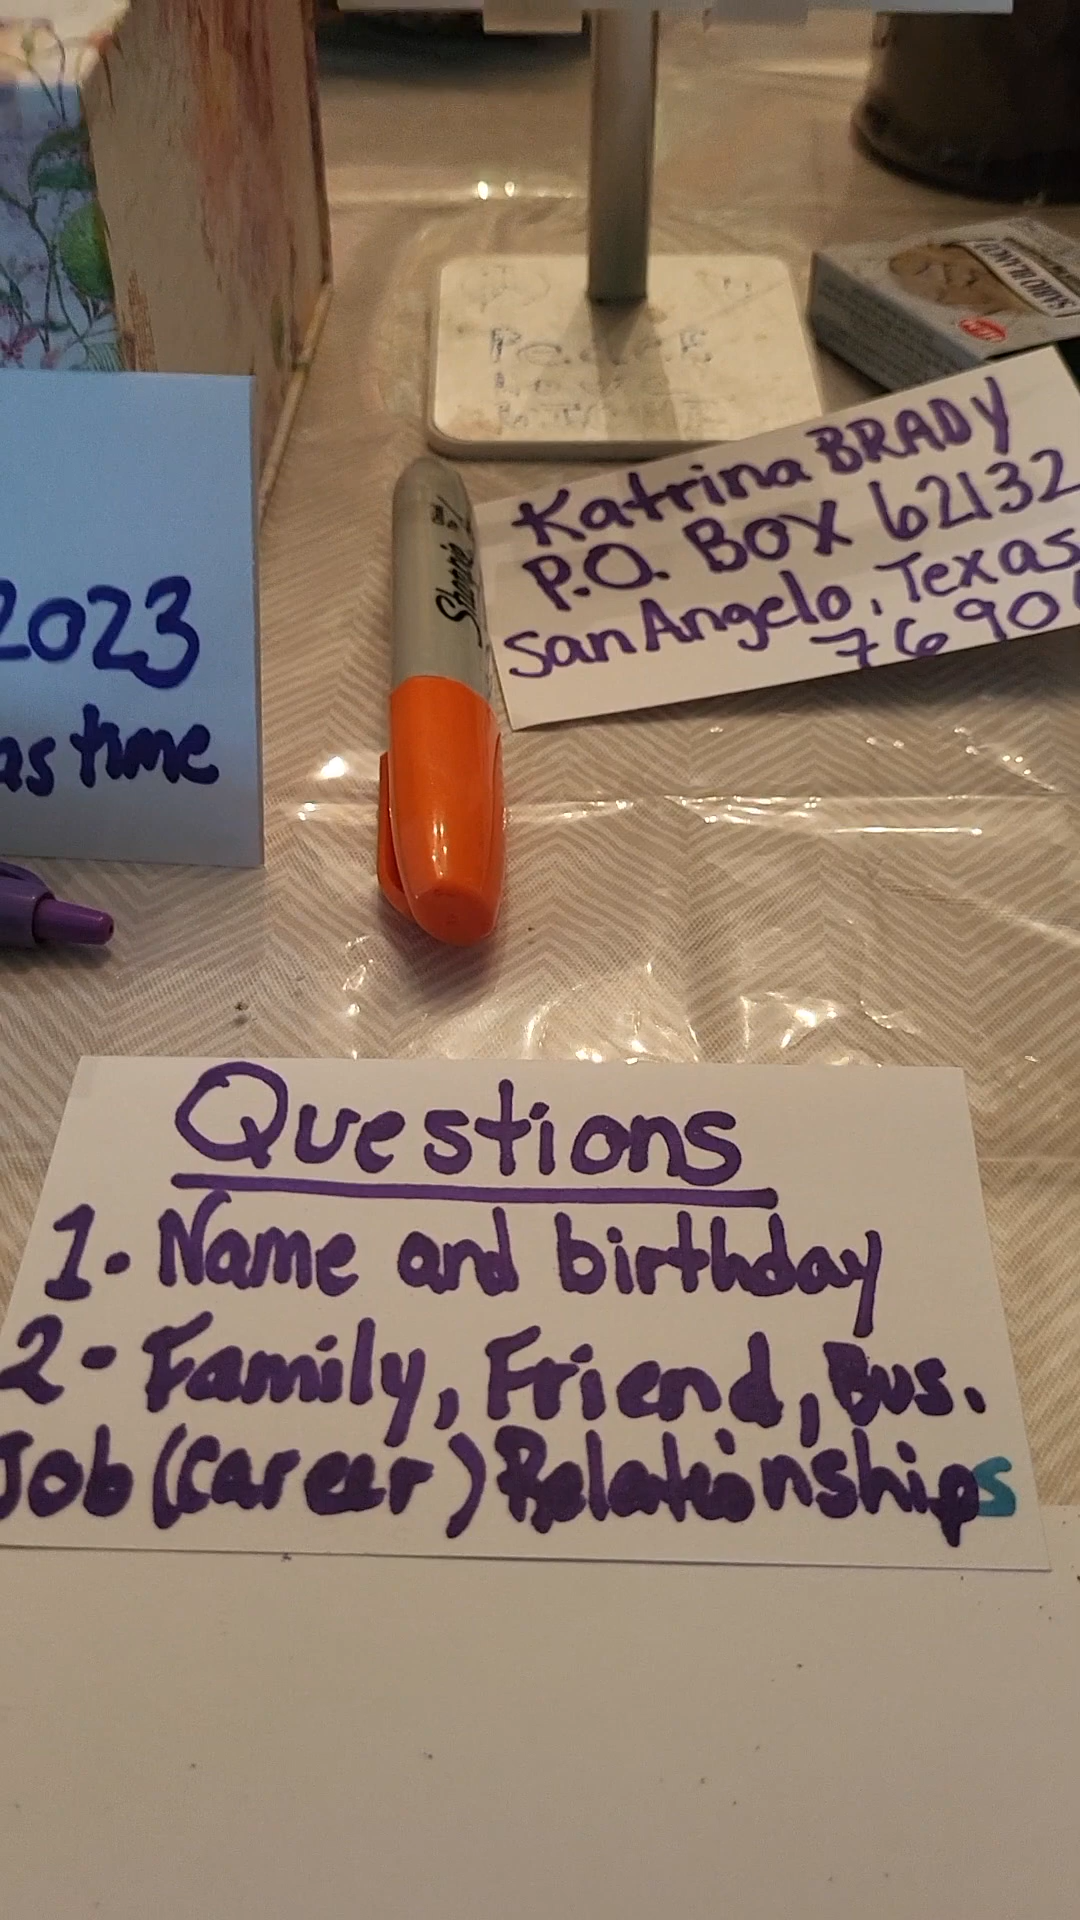 Katrina BRADY
P.O. BOX 62132
San Angelo, Texas
7690
Sharpie
2023
as time
Questions
1. Name and birthday
2- Family, Friend, Bus.
Job (Career) Relationships